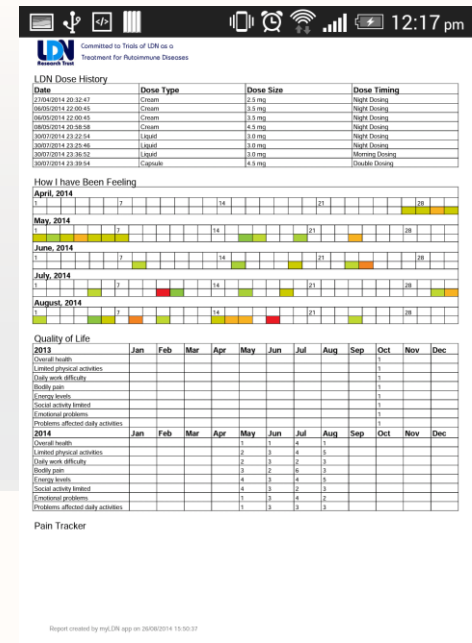 12:17 pm
LDN Committed to Trials of LDN as a
Research Trust Treatment for Autoimmune Diseases
LDN Dose History
Date Dose Type Dose Size Dose Timing
27/04/2014 20:32:47 Cream 2.5 mg Night Dosing
06/05/2014 22:00:45 Cream 3.5 mg Night Dosing
06/05/2014 22:00:45 Cream 3.5 mg Night Dosing
08/05/2014 20:58:58 Cream 4.5 mg Night Dosing
30/07/2014 23:22:54 Liquid 3.0 mg Night Dosing
30/07/2014 23:25:46 Liquid 3.0 mg Night Dosing
30/07/2014 23:36:52 Liquid 3.0 mg Morning Dosing
30/07/2014 23:39:54 Capsule 4.5 mg Double Dosing
How I have Been Feeling
April, 2014
1 7 14 21 28
May, 2014
1 7 14 21 28
June, 2014
1 7 14 21 28
July, 2014
1 7 14 21 28
August, 2014
1 7 14 21 28
Quality of Life
2013 Jan Feb Mar Apr May Jun Jul Aug Sep Oct Nov Dec
Overall health 1
Limited physical activities 1
Daily work difficulty 1
Bodily pain 1
Energy levels 1
Social activity limited 1
Emotional problems 1
Problems affected daily activities 1
2014 Jan Feb Mar Apr May Jun Jul Aug Sep Oct Nov Dec
Overall health 1 1 4 1
Limited physical activities 2 3 4 5
Daily work difficulty 2 3 2 3
Bodily pain 3 2 6 3
Energy levels 4 3 4 5
Social activity limited 4 3 2 3
Emotional problems 1 3 4 2
Problems affected daily activities 1 3 3 3
Pain Tracker
Report created by myLDN app on 26/08/2014 15:50:37